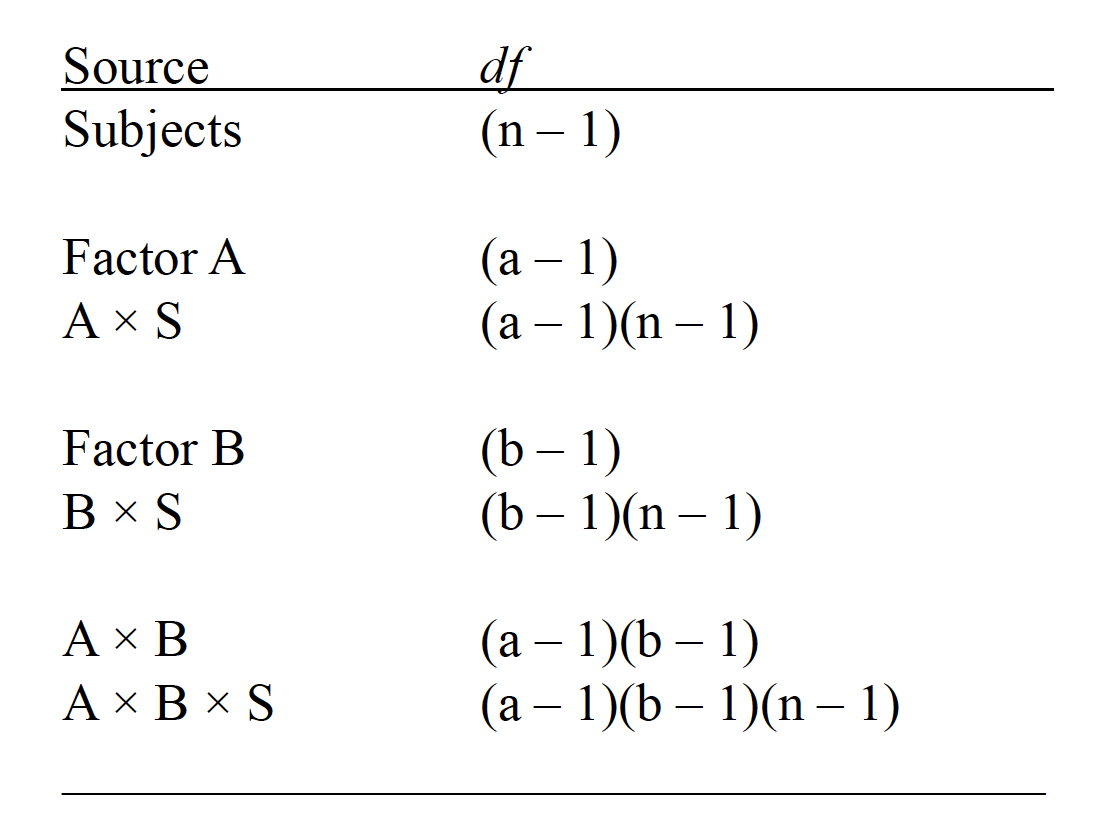 Source df
Subjects (n – 1)
Factor A (a – 1)
A × S (a – 1)(n – 1)
Factor B (b – 1)
B × S (b – 1)(n – 1)
A × B (a – 1)(b – 1)
A × B × S (a – 1)(b – 1)(n – 1)